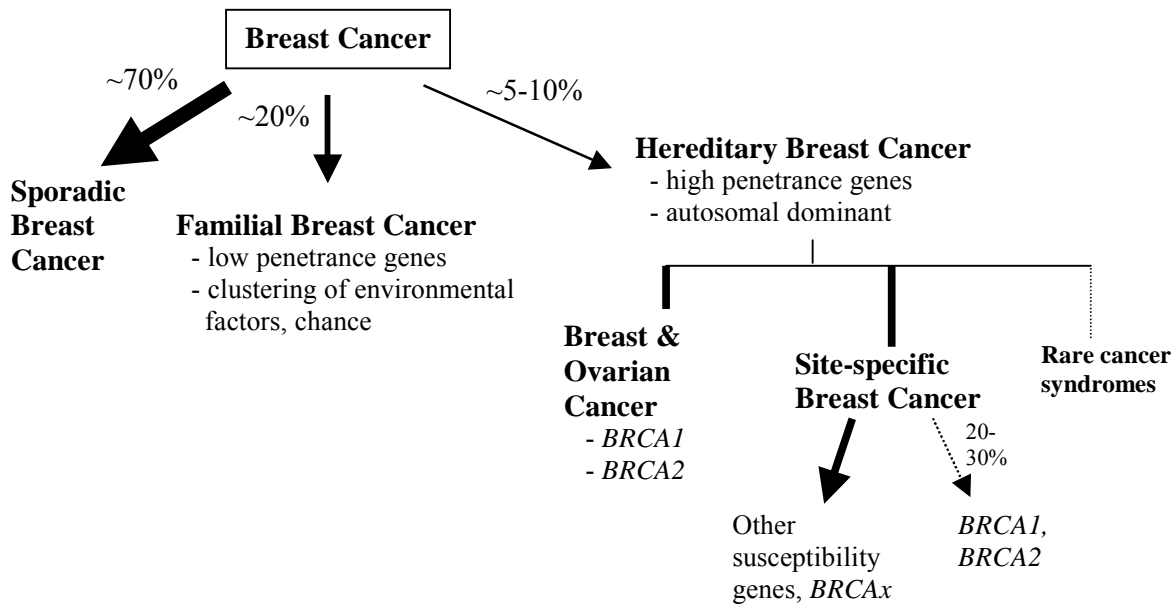 Breast Cancer
~70%
~20%
~5-10%
Sporadic
Breast
Cancer
Familial Breast Cancer
- low penetrance genes
- clustering of environmental
factors, chance
Hereditary Breast Cancer
- high penetrance genes
- autosomal dominant
Breast &
Ovarian
Cancer
- BRCA1
- BRCA2
Site-specific
Breast Cancer
Rare cancer
syndromes
20-
30%
Other
susceptibility
genes, BRCAx
BRCA1,
BRCA2